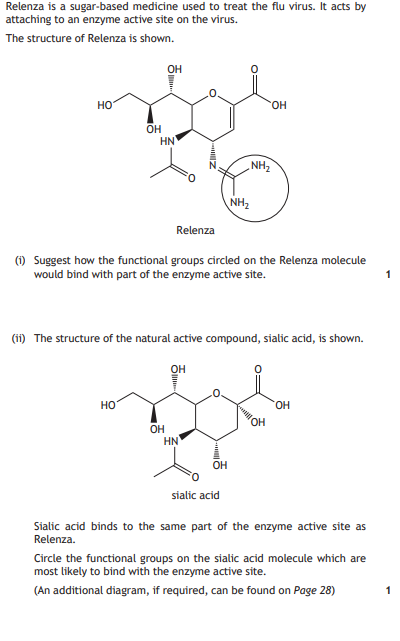 Relenza is a sugar-based medicine used to treat the flu virus. It acts by
attaching to an enzyme active site on the virus.
The structure of Relenza is shown.
OH
O
O
HO
OH
OH
HN
N
NH₂
O
NH₂
Relenza
(i) Suggest how the functional groups circled on the Relenza molecule
would bind with part of the enzyme active site.
1
(ii) The structure of the natural active compound, sialic acid, is shown.
OH
O
O
HO
OH
OH
OH
HN
OH
O
sialic acid
Sialic acid binds to the same part of the enzyme active site as
Relenza.
Circle the functional groups on the sialic acid molecule which are
most likely to bind with the enzyme active site.
(An additional diagram, if required, can be found on Page 28)
1